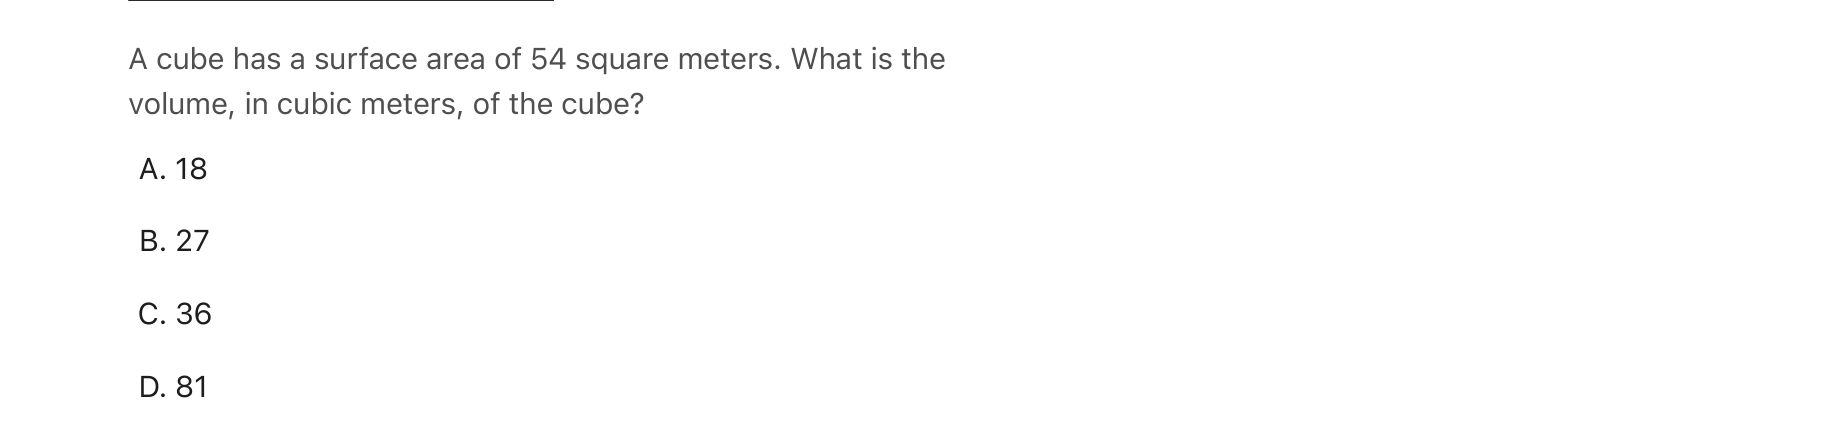 A cube has a surface area of 54 square meters. What is the
volume, in cubic meters, of the cube?
A. 18
B. 27
C. 36
D. 81